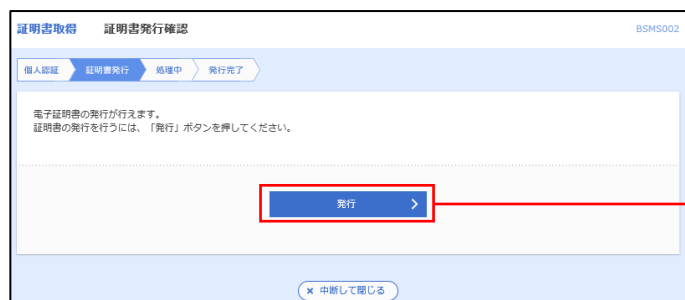 証明書取得 証明書発行確認 BSMS002
個人認証 証明書発行 処理中 発行完了
電子証明書の発行が行えます。
証明書の発行を行うには、「発行」ボタンを押してください。
発行
× 中断して閉じる